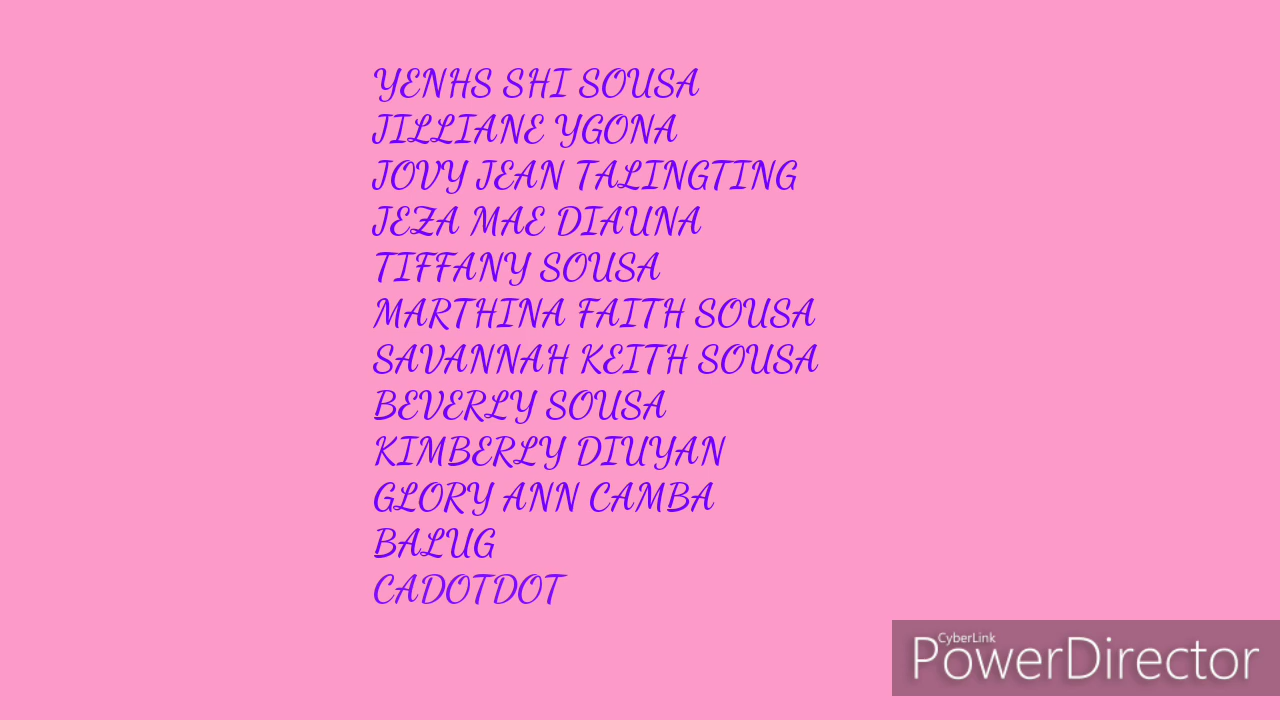 YENHS SHI SOUSA
JILLIANE YGONA
JOVY JEAN TALINGTING
JEZA MAE DIAUNA
TIFFANY SOUSA
MARTHINA FAITH SOUSA
SAVANNAH KEITH SOUSA
BEVERLY SOUSA
KIMBERLY DIUYAN
GLORY ANN CAMBA
BALUG
CADOTDOT
CyberLink
PowerDirector